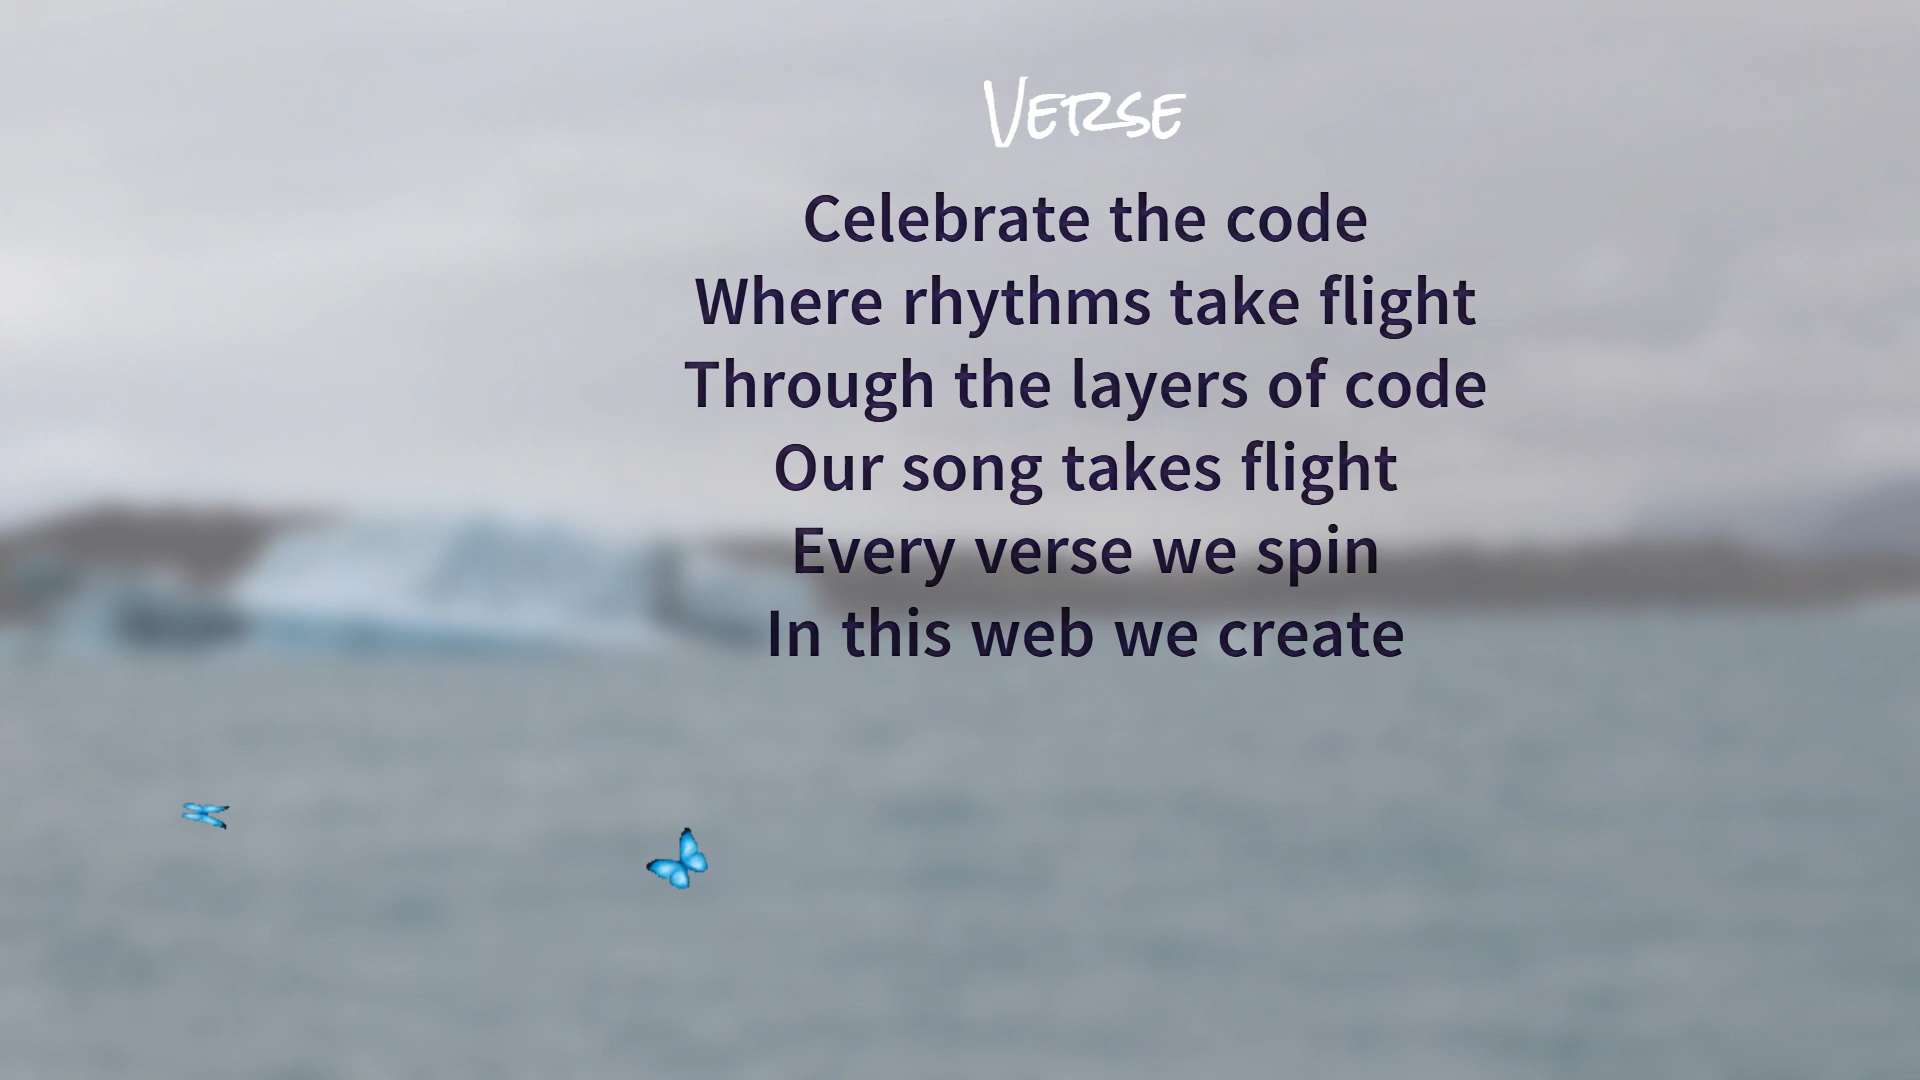 Verse
Celebrate the code
Where rhythms take flight
Through the layers of code
Our song takes flight
Every verse we spin
In this web we create